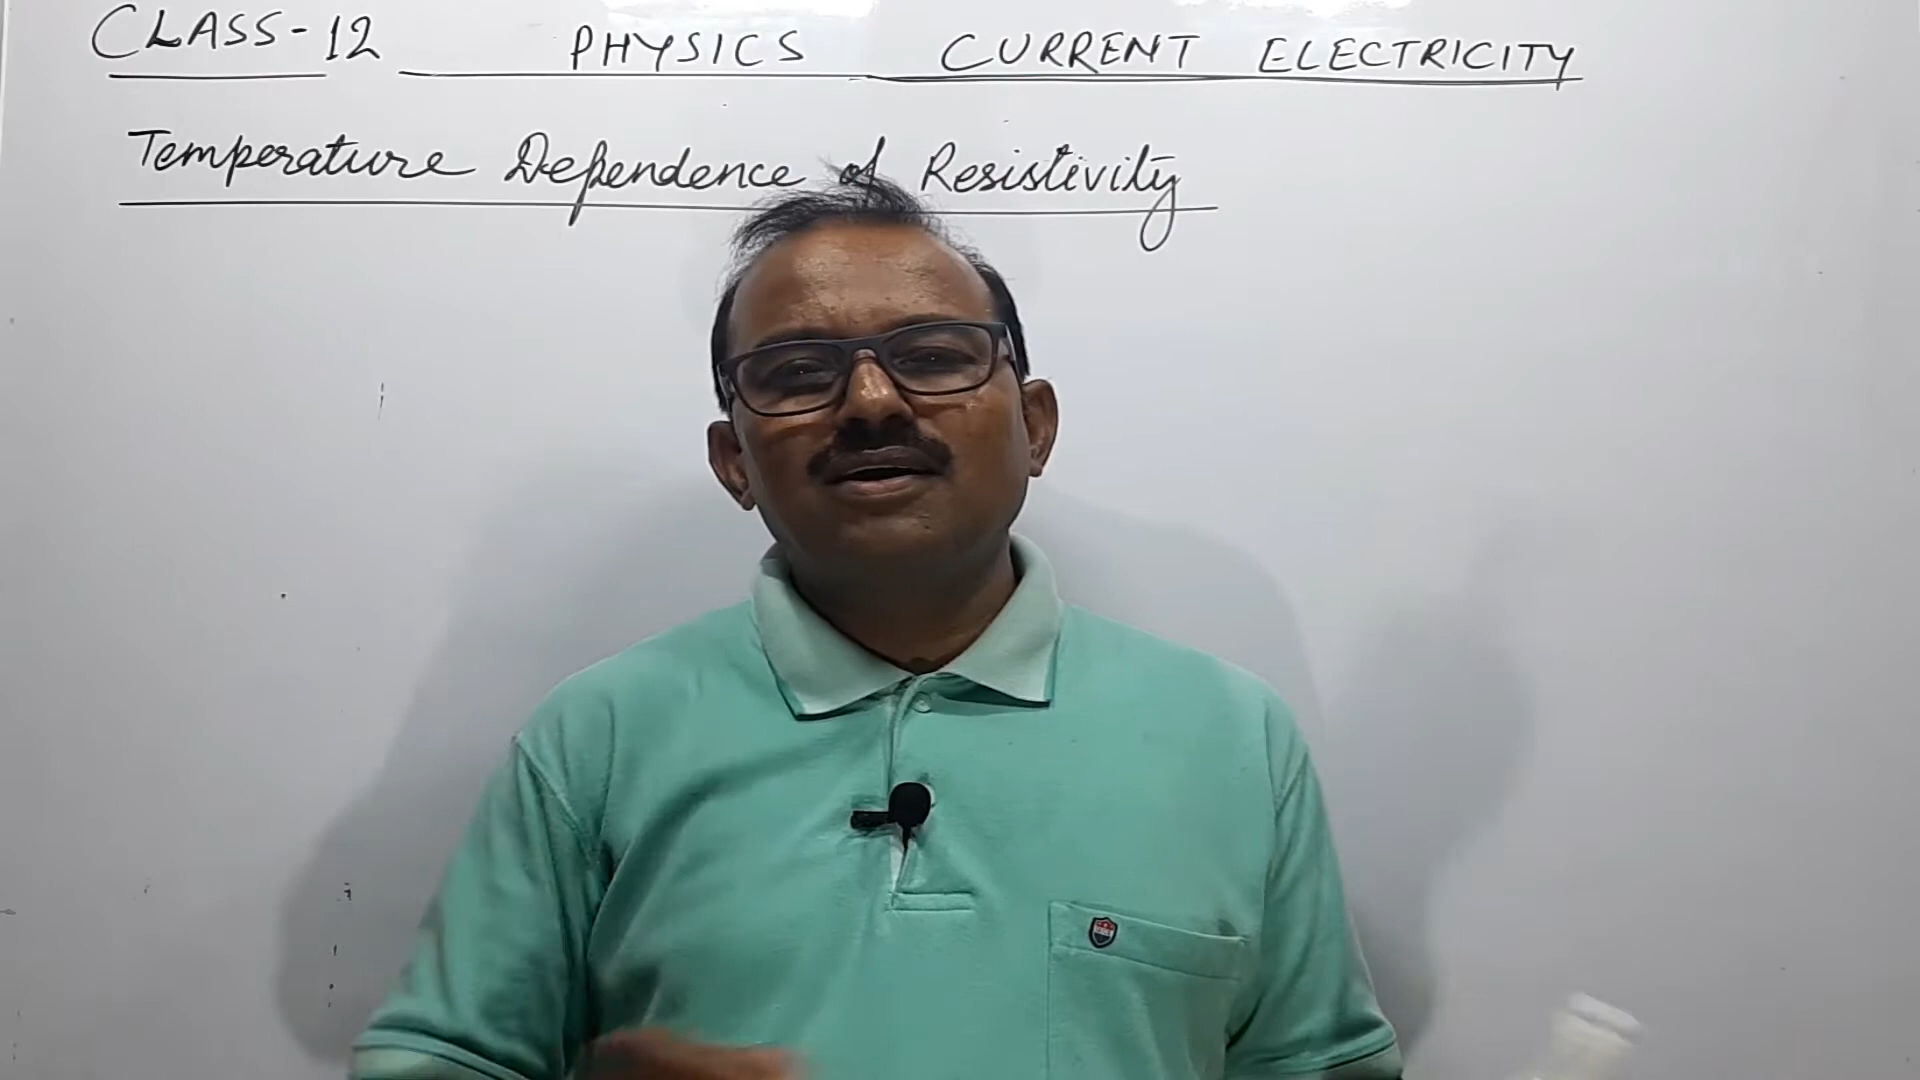 CLASS-12 PHYSICS CURRENT ELECTRICITY
Temperature Dependence of Resistivity